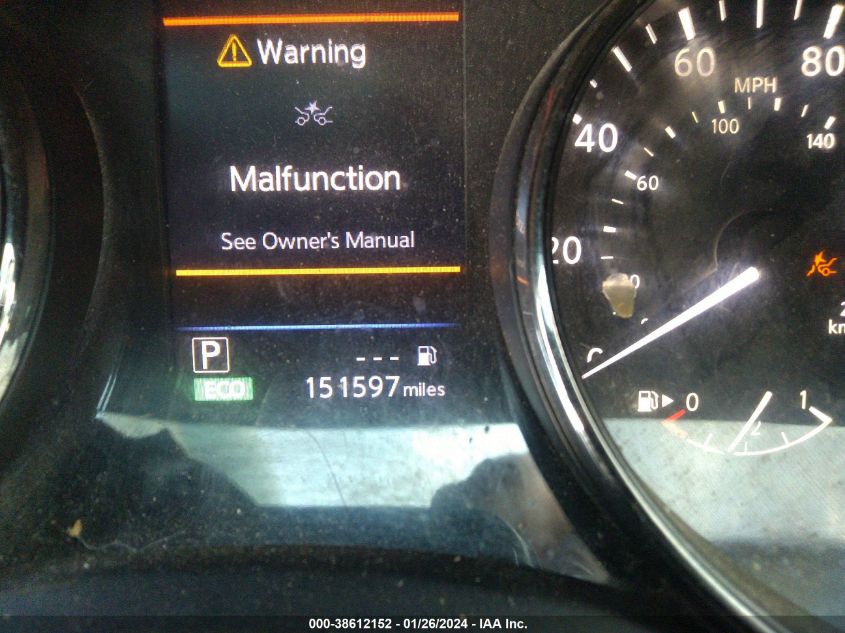 Warning
Malfunction
See Owner's Manual
P
--- 
ECO 151597 miles
MPH
0
20
40
60
80
60
100
140
0
1
000-38612152 - 01/26/2024 - IAA Inc.